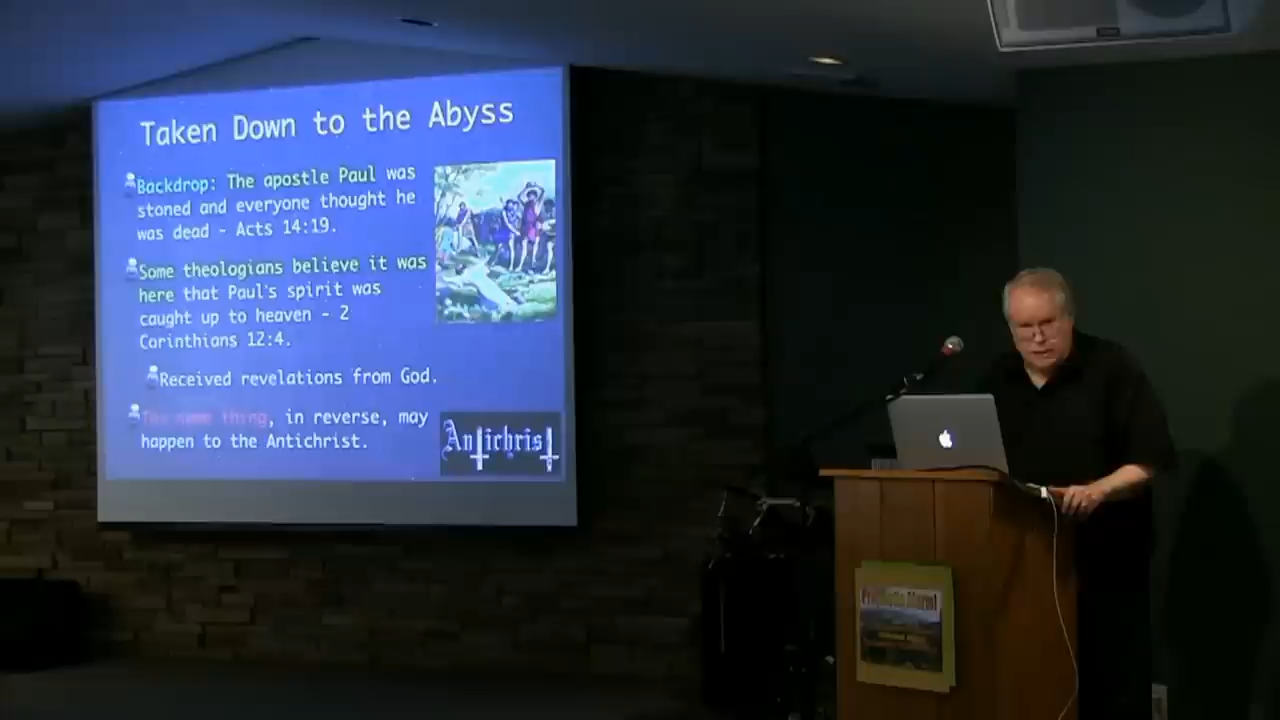 Taken Down to the Abyss
Backdrop: The apostle Paul was
stoned and everyone thought he
was dead - Acts 14:19.
Some theologians believe it was
here that Paul's spirit was
caught up to heaven - 2
Corinthians 12:4.
Received revelations from God.
The same thing, in reverse, may
happen to the Antichrist.
Antichrist